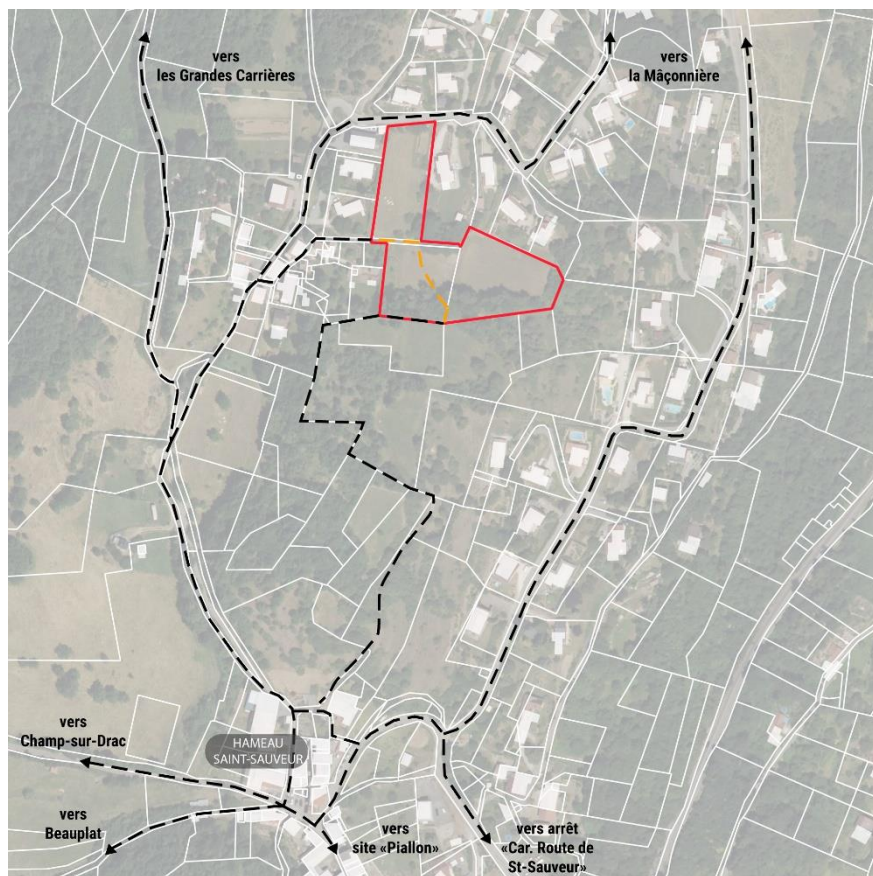 vers
les Grandes Carrières
vers
la Mâçonnière
vers
Champ-sur-Drac
HAMEAU
SAINT-SAUVEUR
vers
Beauplat
vers
site «Piallon»
vers arrêt
«Car. Route de
St-Sauveur»